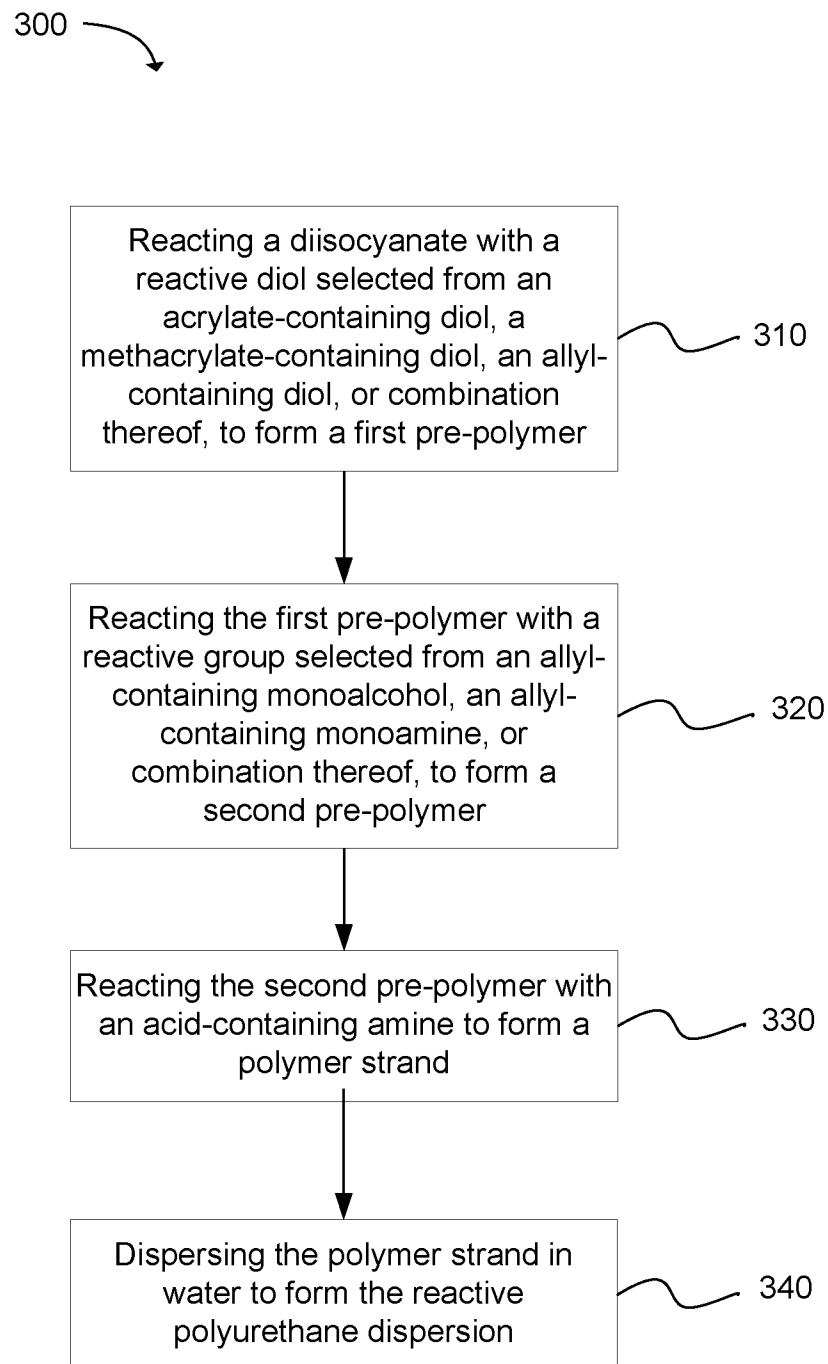 300
Reacting a diisocyanate with a
reactive diol selected from an
acrylate-containing diol, a
methacrylate-containing diol, an allyl-
containing diol, or combination
thereof, to form a first pre-polymer
310
Reacting the first pre-polymer with a
reactive group selected from an allyl-
containing monoalcohol, an allyl-
containing monoamine, or
combination thereof, to form a
second pre-polymer
320
Reacting the second pre-polymer with
an acid-containing amine to form a
polymer strand
330
Dispersing the polymer strand in
water to form the reactive
polyurethane dispersion
340